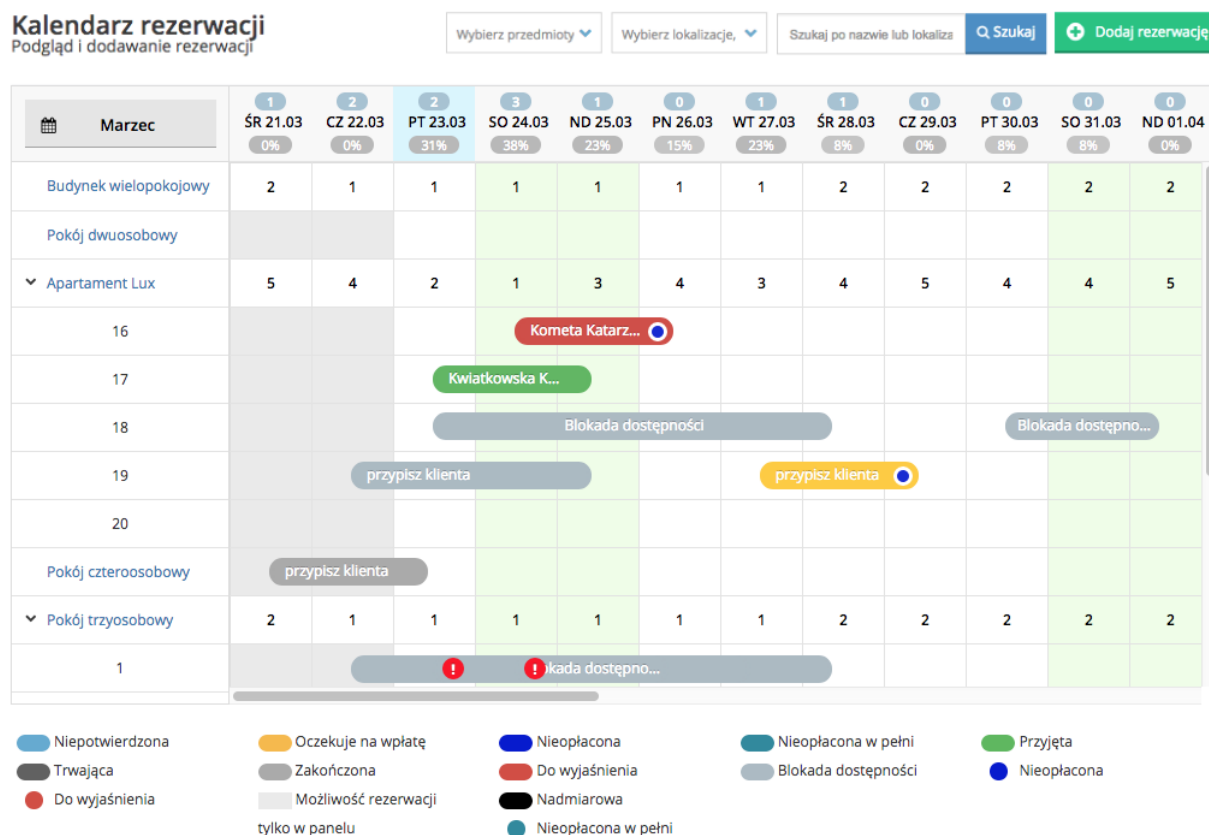 Kalendarz rezerwacji
Podgląd i dodawanie rezerwacji
Wybierz przedmioty
Wybierz lokalizacje,
Szukaj po nazwie lub lokaliza
Szukaj
Dodaj rezerwację
1 2 2 3 1 0 1 1 0 0 0 0
Marzec ŚR 21.03 CZ 22.03 PT 23.03 SO 24.03 ND 25.03 PN 26.03 WT 27.03 ŚR 28.03 CZ 29.03 PT 30.03 SO 31.03 ND 01.04
0% 0% 31% 38% 23% 15% 23% 8% 0% 8% 8% 0%
Budynek wielopokojowy 2 1 1 1 1 1 1 2 2 2 2 2
Pokój dwuosobowy
Apartament Lux 5 4 2 1 3 4 3 4 5 4 4 5
16 Kometa Katarz...
17 Kwiatkowska K...
18 Blokada dostępności Blokada dostępno...
19 przypisz klienta przypisz klienta
20
Pokój czteroosobowy przypisz klienta
Pokój trzyosobowy 2 1 1 1 1 1 1 2 2 2 2 2
1 ! ! kada dostępno...
Niepotwierdzona Oczekuje na wpłatę Nieopłacona Nieopłacona w pełni Przyjęta
Trwająca Zakończona Do wyjaśnienia Blokada dostępności Nieopłacona
Do wyjaśnienia Możliwość rezerwacji Nadmiarowa
tylko w panelu Nieopłacona w pełni